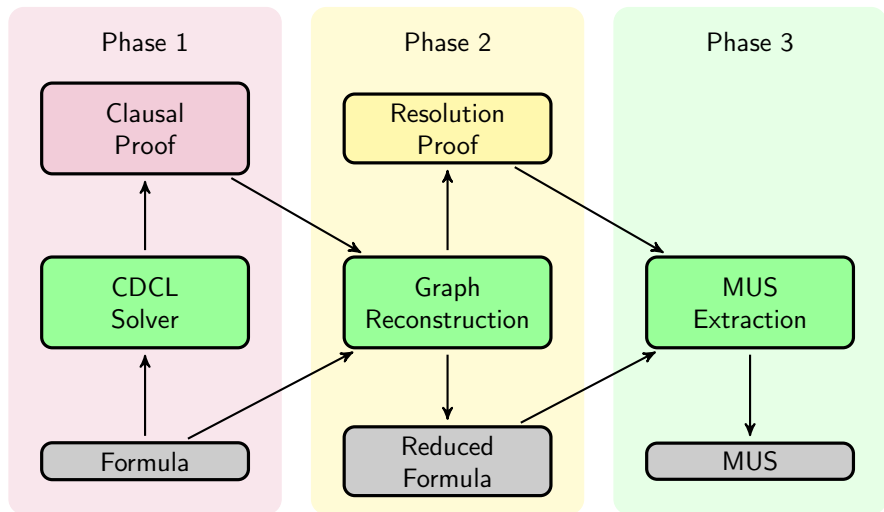 Phase 1
Clausal
Proof
CDCL
Solver
Formula
Phase 2
Resolution
Proof
Graph
Reconstruction
Reduced
Formula
Phase 3
MUS
Extraction
MUS